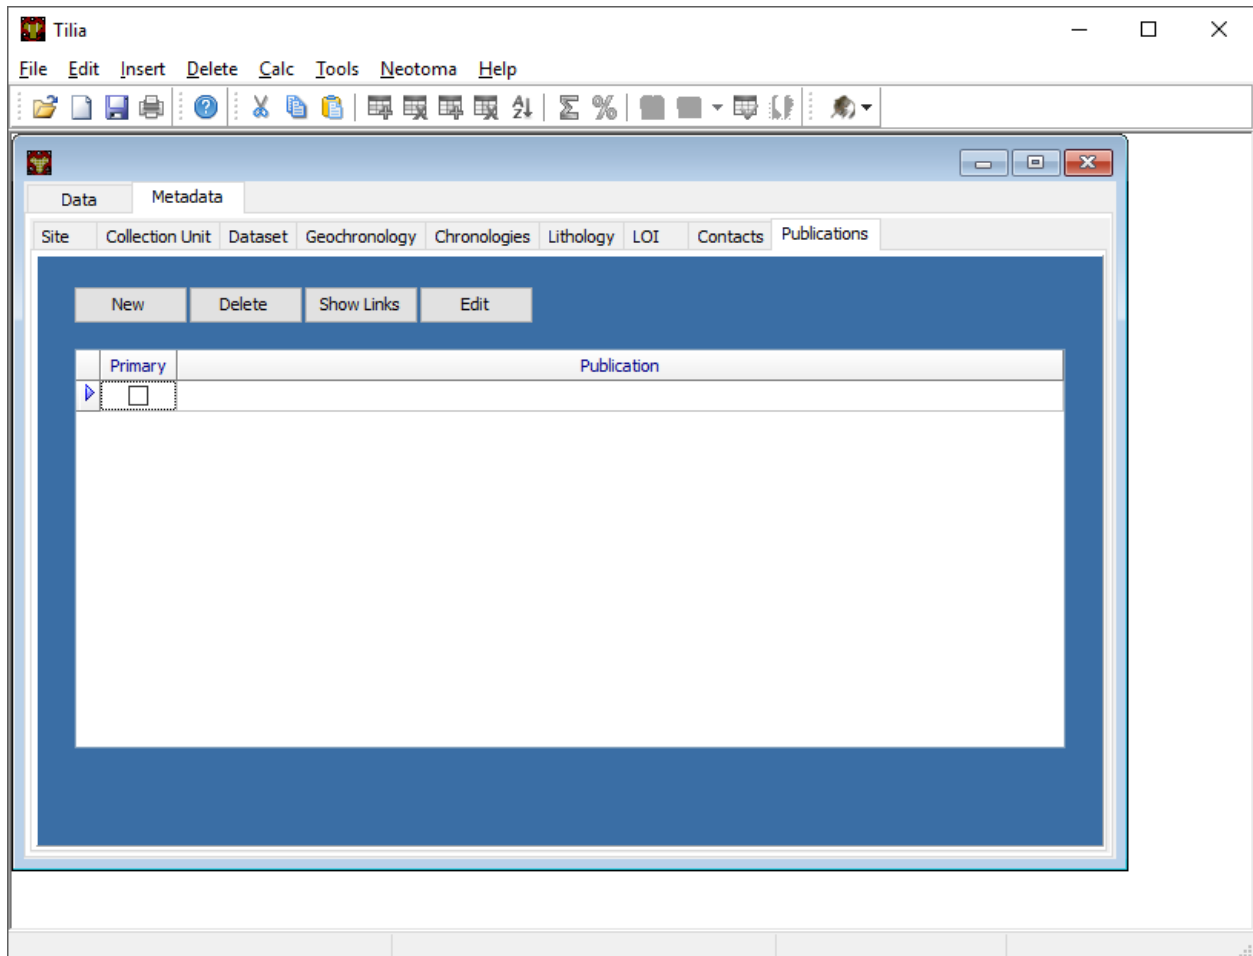 Tilia
File Edit Insert Delete Calc Tools Neotoma Help
Data Metadata
Site Collection Unit Dataset Geochronology Chronologies Lithology LOI Contacts Publications
New Delete Show Links Edit
Primary Publication